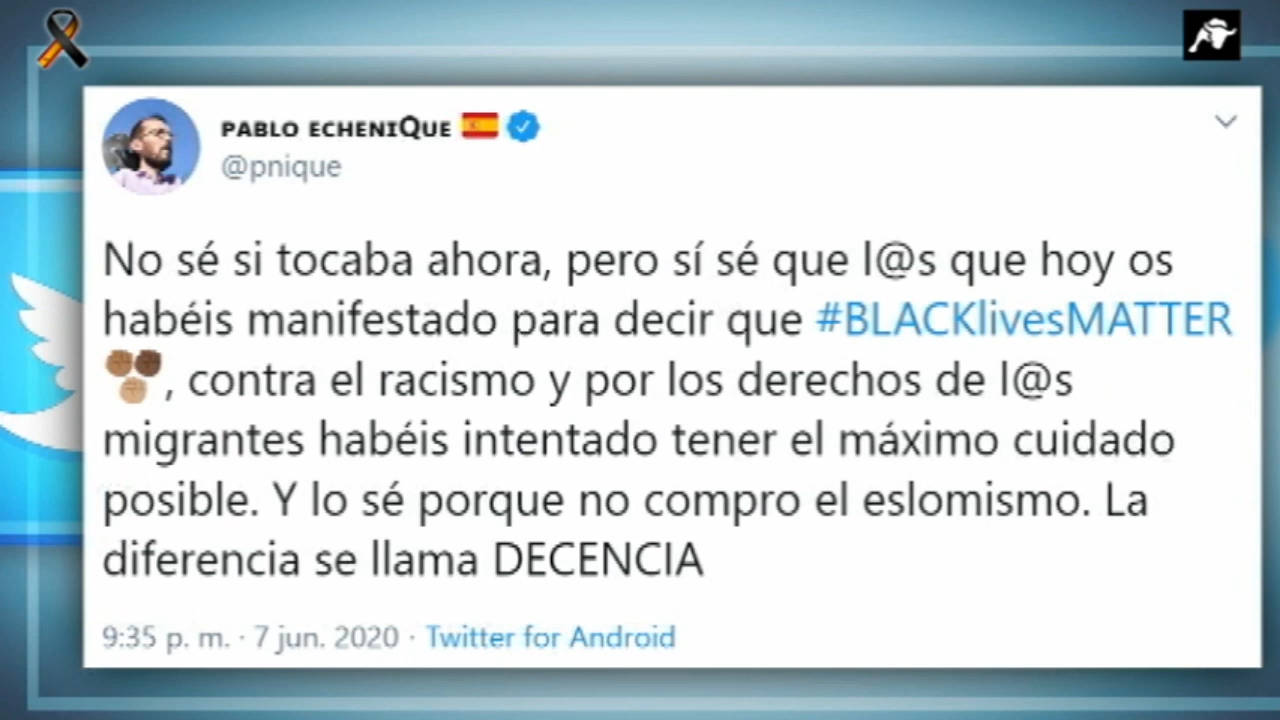 PABLO ECHENIQUE
@pnique
No sé si tocaba ahora, pero sí sé que l@s que hoy os
habéis manifestado para decir que #BLACKlivesMATTER
, contra el racismo y por los derechos de l@s
migrantes habéis intentado tener el máximo cuidado
posible. Y lo sé porque no compro el eslomismo. La
diferencia se llama DECENCIA
9:35 p. m. · 7 jun. 2020 · Twitter for Android